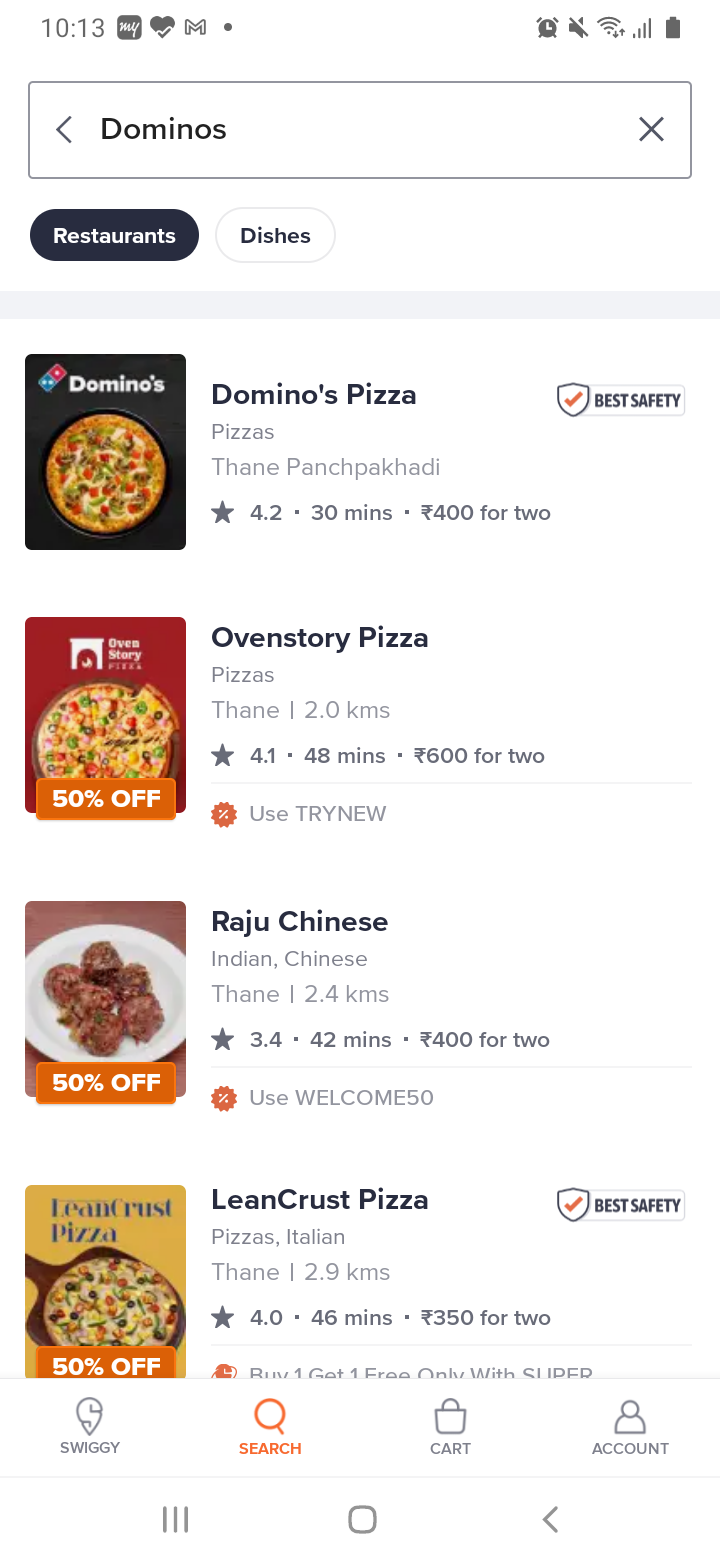 10:13 my
Dominos
Restaurants Dishes
Domino's
Domino's Pizza
BEST SAFETY
Pizzas
Thane Panchpakhadi
4.2 · 30 mins · ₹400 for two
Oven
Story
PIZZA
50% OFF
Ovenstory Pizza
Pizzas
Thane | 2.0 kms
4.1 · 48 mins · ₹600 for two
Use TRYNEW
50% OFF
Raju Chinese
Indian, Chinese
Thane | 2.4 kms
3.4 · 42 mins · ₹400 for two
Use WELCOME50
LeanCrust
Pizza
50% OFF
LeanCrust Pizza
BEST SAFETY
Pizzas, Italian
Thane | 2.9 kms
4.0 · 46 mins · ₹350 for two
Buy 1 Get 1 Free Only With SUPER
SWIGGY SEARCH CART ACCOUNT